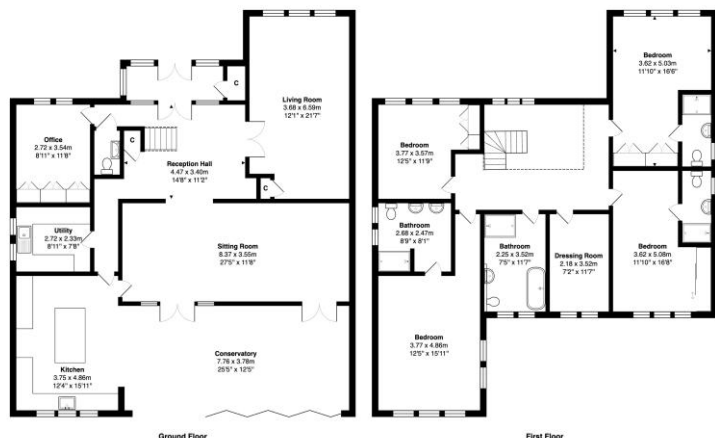 Living Room
3.68 x 6.59m
12'1" x 21'7"
C
Office
2.72 x 3.54m
8'11" x 11'8"
C
Reception Hall
4.47 x 3.40m
14'8" x 11'2"
C
Utility
2.72 x 2.33m
8'11" x 7'8"
Sitting Room
8.37 x 3.55m
27'5" x 11'8"
Kitchen
3.75 x 4.86m
12'4" x 15'11"
Conservatory
7.76 x 3.78m
25'5" x 12'5"
Ground Floor
Bedroom
3.62 x 5.03m
11'10" x 16'6"
Bedroom
3.77 x 3.57m
12'5" x 11'9"
Bathroom
2.68 x 2.47m
8'9" x 8'1"
Bathroom
2.25 x 3.52m
7'5" x 11'7"
Dressing Room
2.18 x 3.52m
7'2" x 11'7"
Bedroom
3.62 x 5.08m
11'10" x 16'8"
Bedroom
3.77 x 4.86m
12'5" x 15'11"
First Floor